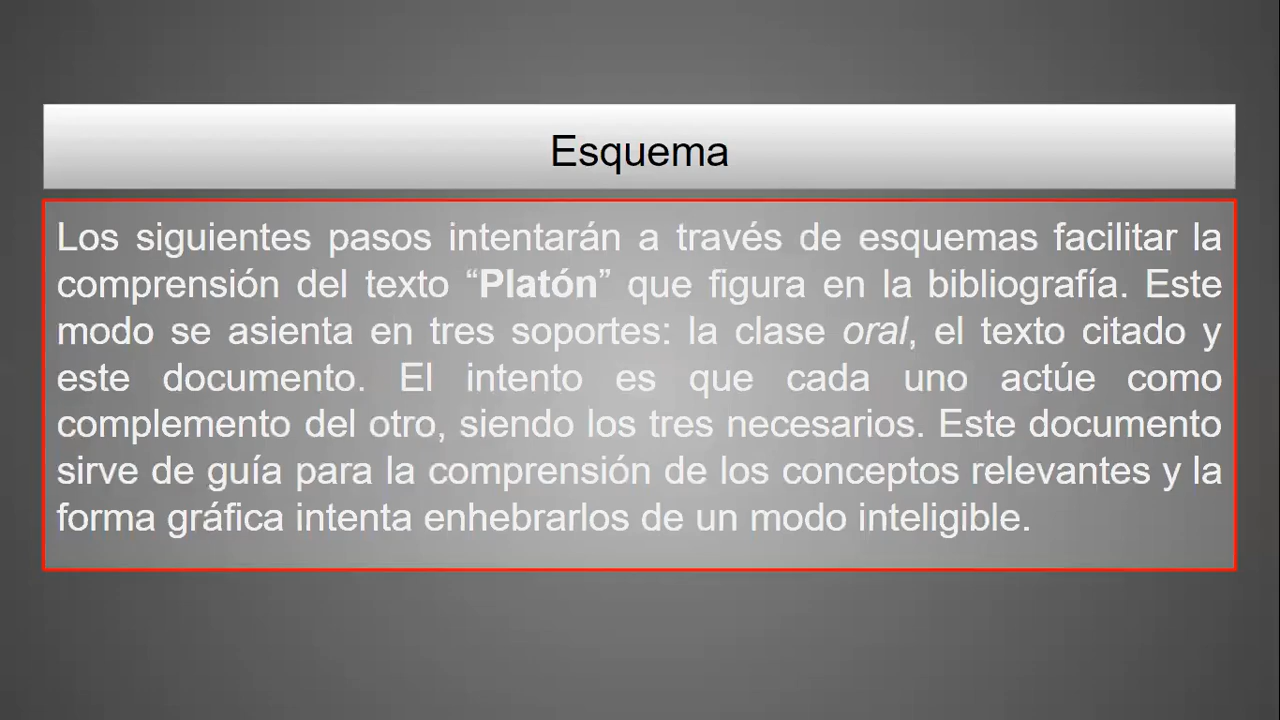 Esquema
Los siguientes pasos intentarán a través de esquemas facilitar la
comprensión del texto “Platón” que figura en la bibliografía. Este
modo se asienta en tres soportes: la clase oral, el texto citado y
este documento. El intento es que cada uno actúe como
complemento del otro, siendo los tres necesarios. Este documento
sirve de guía para la comprensión de los conceptos relevantes y la
forma gráfica intenta enhebrarlos de un modo inteligible.